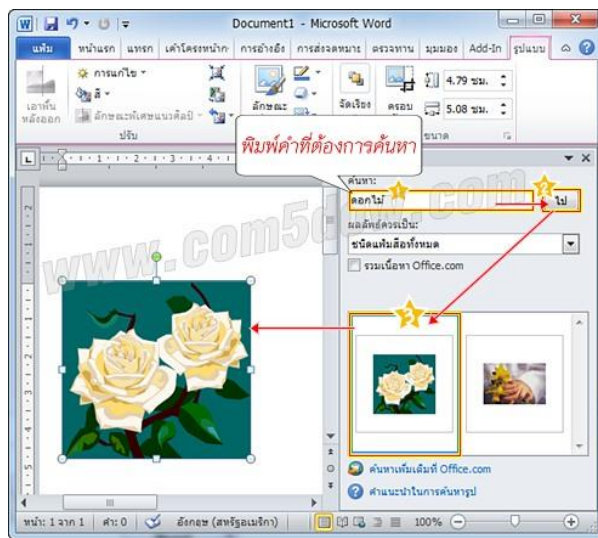 Document1 - Microsoft Word
แฟ้ม หน้าแรก แทรก เค้าโครงหน้าก การอ้างอิง การส่งจดหมาย ตรวจทาน มุมมอง Add-In รูปแบบ
เอาพื้นหลังออก
การแก้ไข
สี
ลักษณะพิเศษแนวศิลป์
ปรับ
ลักษณะ
จัดเรียง
ครอบ
4.79 ซม.
5.08 ซม.
ขนาด
พิมพ์คำที่ต้องการค้นหา
ค้นหา:
ดอกไม้
1
2
ไป
ผลลัพธ์ควรเป็น:
ชนิดแฟ้มสื่อทั้งหมด
รวมเนื้อหา Office.com
3
ค้นหาเพิ่มเติมที่ Office.com
คำแนะนำในการค้นหารูป
หน้า: 1 จาก 1 คำ: 0 อังกฤษ (สหรัฐอเมริกา) 100%